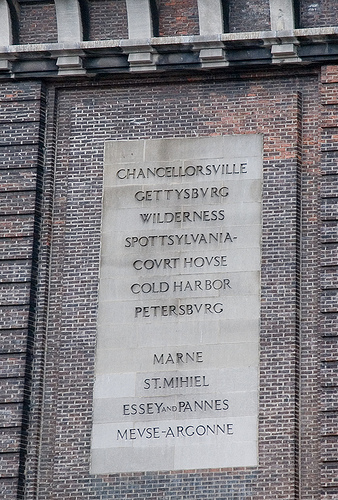 CHANCELLORSVILLE
GETTYSBVRG
WILDERNESS
SPOTTSYLVANIA-
COVRT HOVSE
COLD HARBOR
PETERSBVRG
MARNE
ST. MIHIEL
ESSEY AND PANNES
MEVSE-ARGONNE